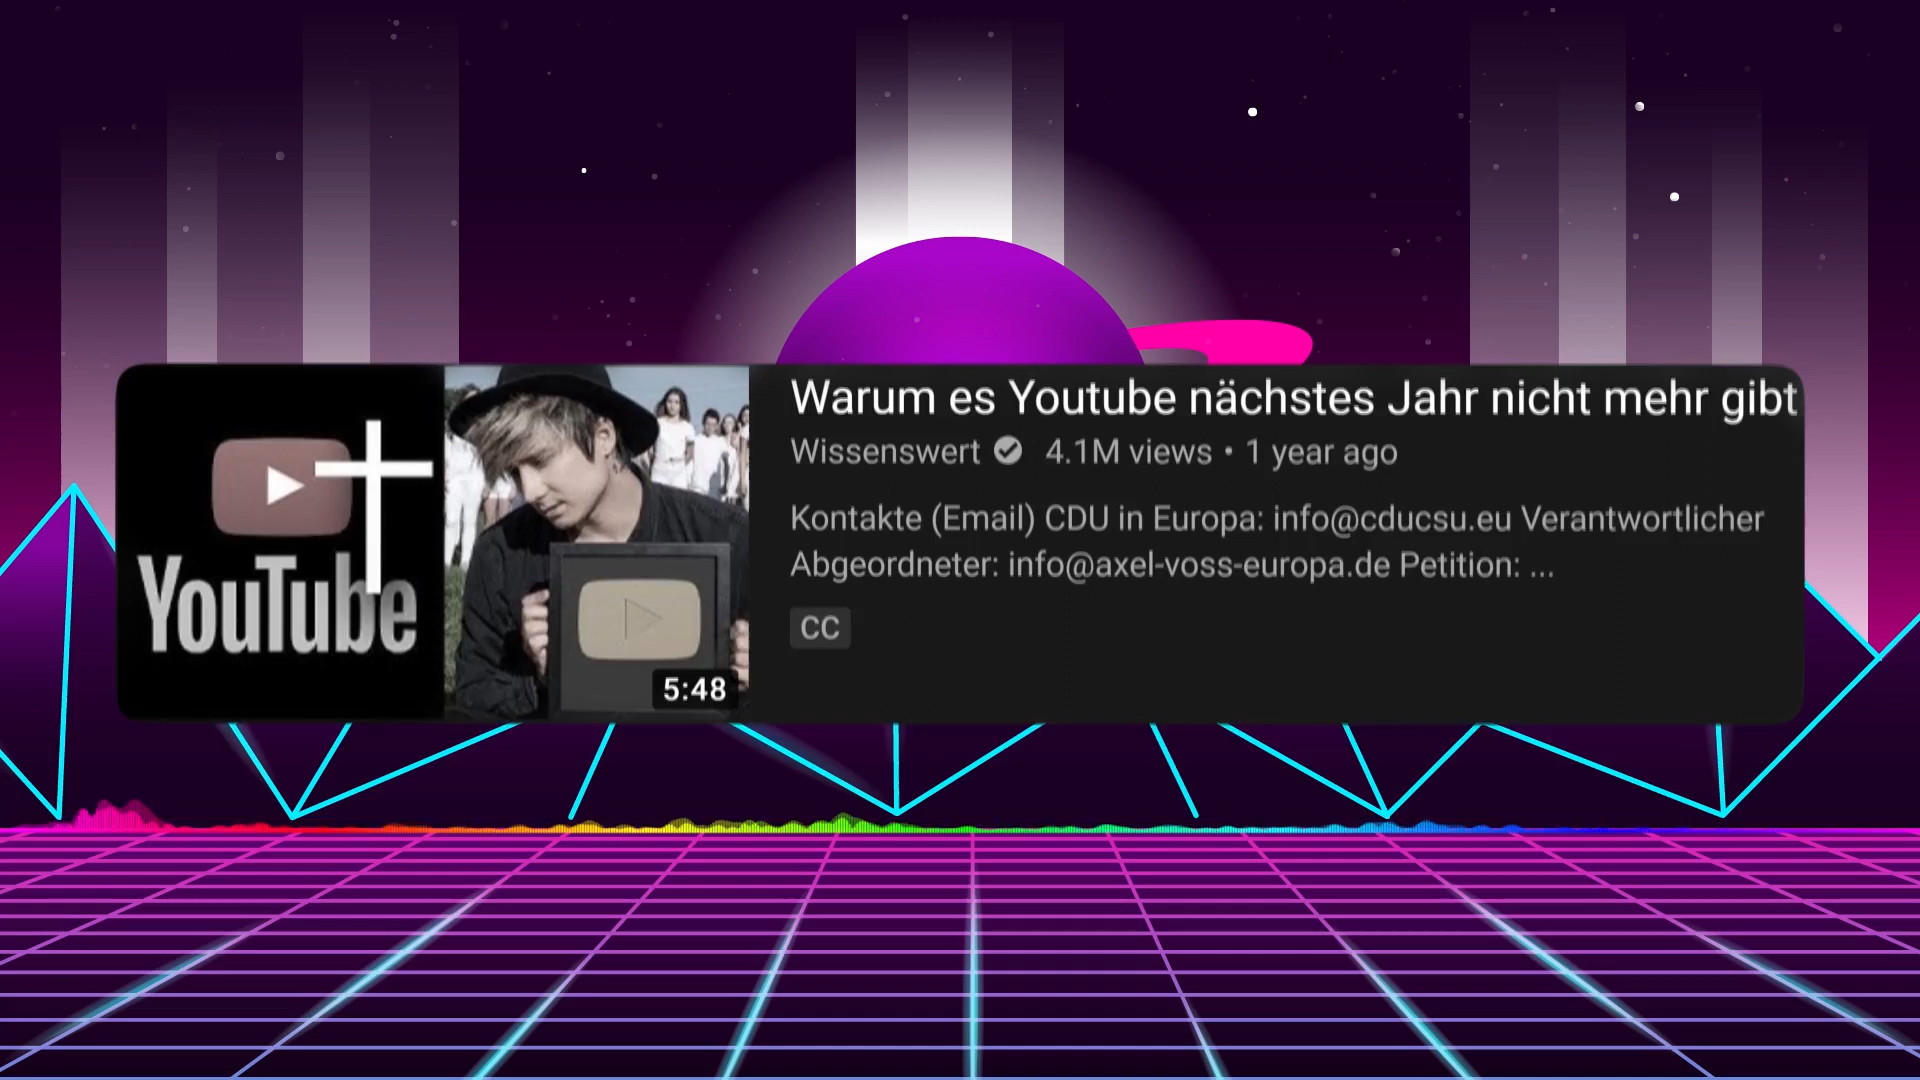 Warum es Youtube nächstes Jahr nicht mehr gibt
Wissenswert 4.1M views • 1 year ago
Kontakte (Email) CDU in Europa: info@cducsu.eu Verantwortlicher
Abgeordneter: info@axel-voss-europa.de Petition: ...
CC
YouTube
5:48